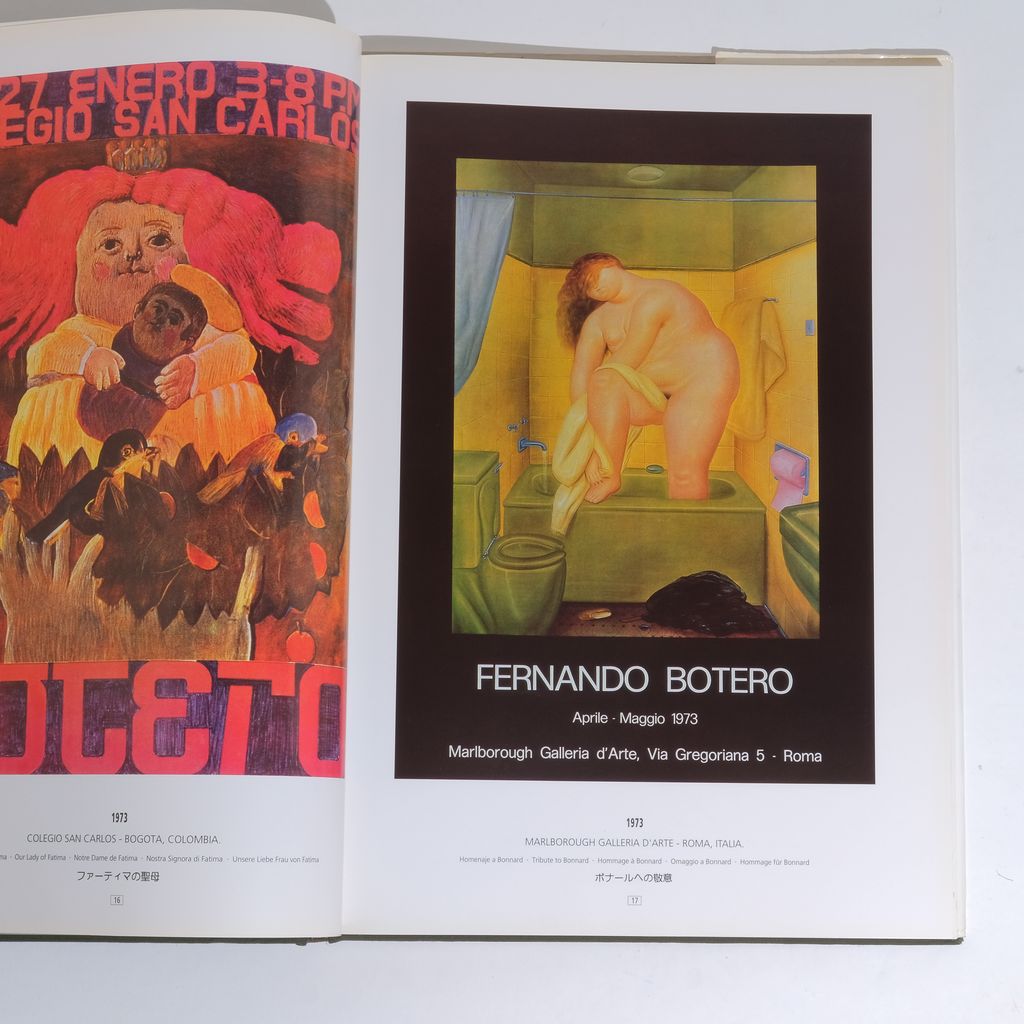 27 ENERO 3-8 PM
EGIO SAN CARLOS
otero
1973
COLEGIO SAN CARLOS - BOGOTA, COLOMBIA.
ma · Our Lady of Fatima · Notre Dame de Fatima · Nostra Signora di Fatima · Unsere Liebe Frau von Fatima
ファーティマの聖母
16
FERNANDO BOTERO
Aprile - Maggio 1973
Marlborough Galleria d'Arte, Via Gregoriana 5 - Roma
1973
MARLBOROUGH GALLERIA D'ARTE - ROMA, ITALIA.
Homenaje a Bonnard · Tribute to Bonnard · Hommage à Bonnard · Omaggio a Bonnard · Hommage für Bonnard
ボナールへの敬意
17